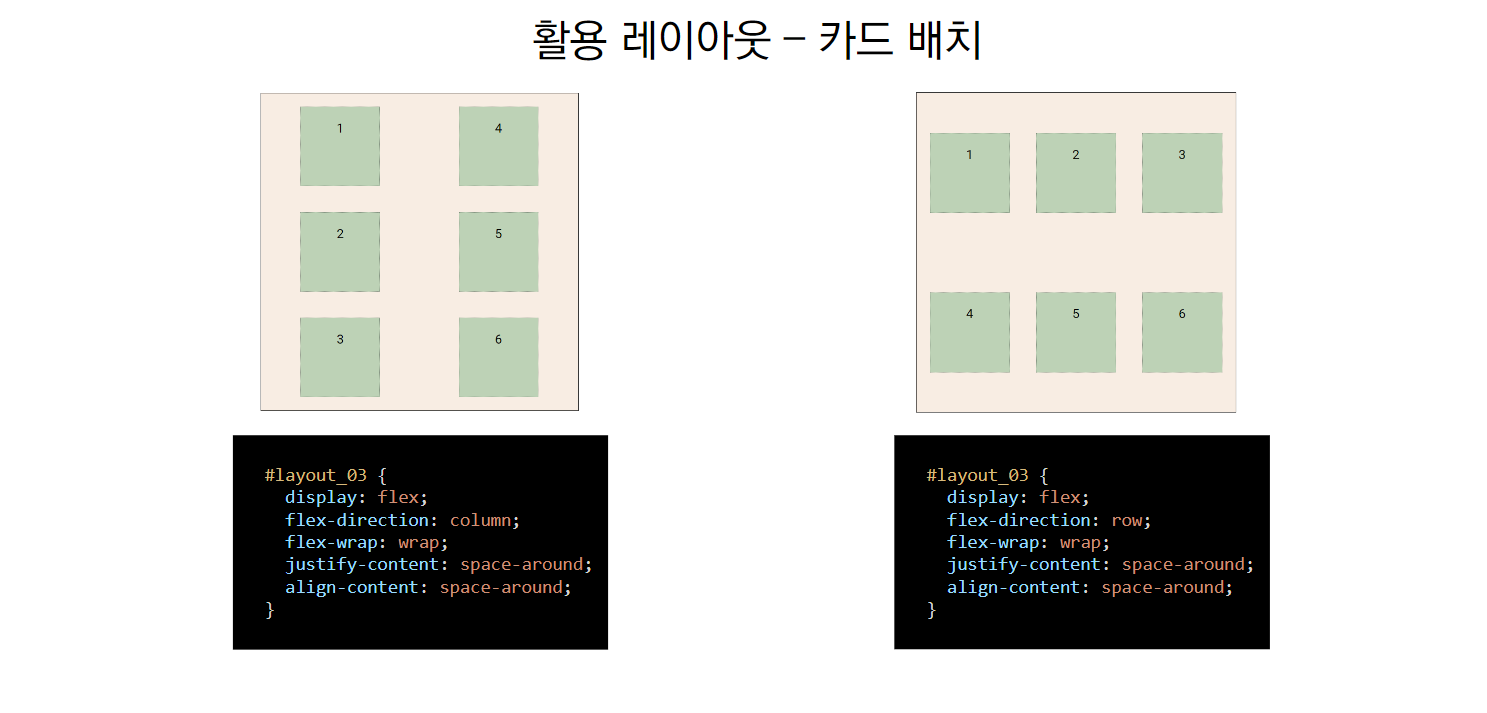 활용 레이아웃 – 카드 배치
1
4
2
5
3
6
#layout_03 {
display: flex;
flex-direction: column;
flex-wrap: wrap;
justify-content: space-around;
align-content: space-around;
}
1
2
3
4
5
6
#layout_03 {
display: flex;
flex-direction: row;
flex-wrap: wrap;
justify-content: space-around;
align-content: space-around;
}